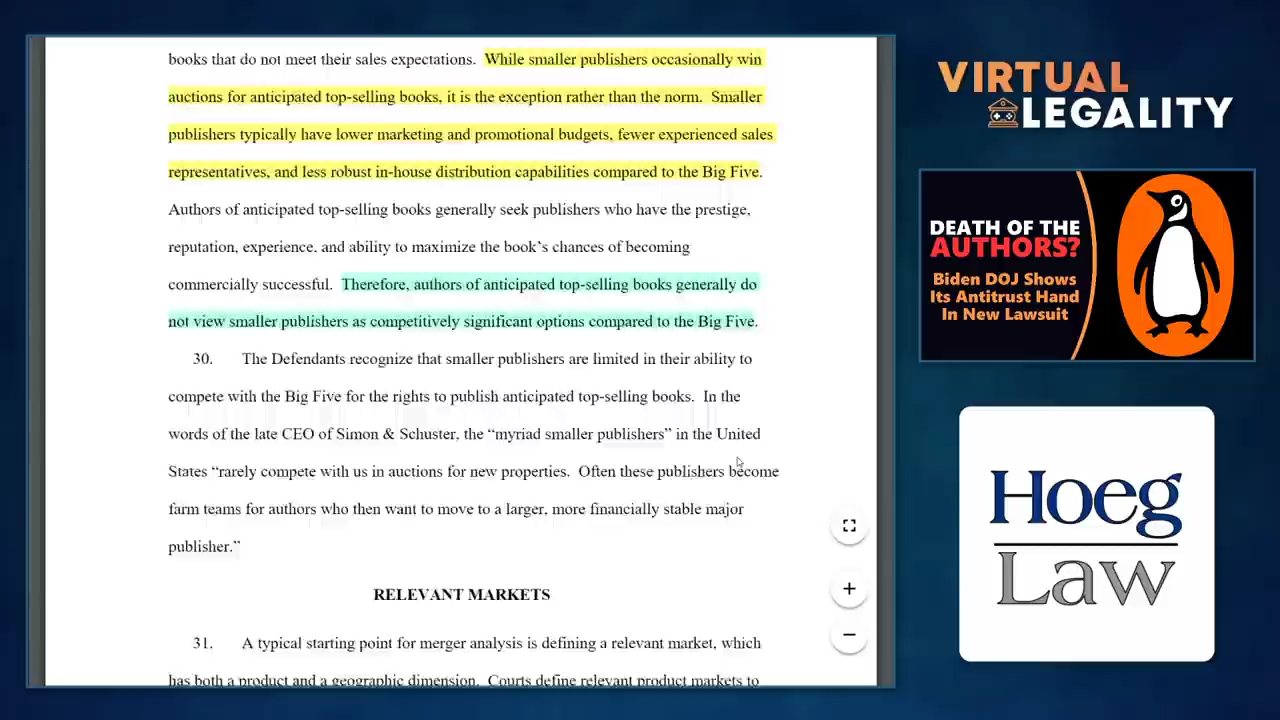 books that do not meet their sales expectations.  While smaller publishers occasionally win
auctions for anticipated top-selling books, it is the exception rather than the norm.  Smaller
publishers typically have lower marketing and promotional budgets, fewer experienced sales
representatives, and less robust in-house distribution capabilities compared to the Big Five.
Authors of anticipated top-selling books generally seek publishers who have the prestige,
reputation, experience, and ability to maximize the book's chances of becoming
commercially successful.  Therefore, authors of anticipated top-selling books generally do
not view smaller publishers as competitively significant options compared to the Big Five.
30. The Defendants recognize that smaller publishers are limited in their ability to
compete with the Big Five for the rights to publish anticipated top-selling books.  In the
words of the late CEO of Simon & Schuster, the “myriad smaller publishers” in the United
States “rarely compete with us in auctions for new properties.  Often these publishers become
farm teams for authors who then want to move to a larger, more financially stable major
publisher.”
RELEVANT MARKETS
31. A typical starting point for merger analysis is defining a relevant market, which
has both a product and a geographic dimension.  Courts define relevant product markets to
VIRTUAL
LEGALITY
DEATH OF THE
AUTHORS?
Biden DOJ Shows
Its Antitrust Hand
In New Lawsuit
Hoeg
Law